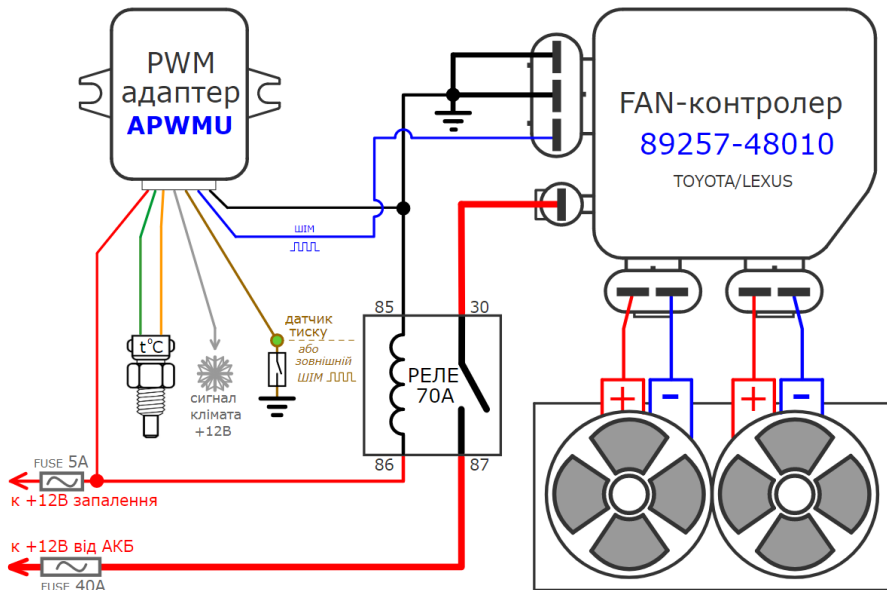 PWM
адаптер
APWMU
FAN-контролер
89257-48010
TOYOTA/LEXUS
ШІМ
85
30
датчик
тиску
або
зовнішній
ШІМ
t°C
РЕЛЕ
70А
сигнал
клімата
+12В
86
87
FUSE 5A
к +12В запалення
к +12В від АКБ
FUSE 40A
+
-
+
-